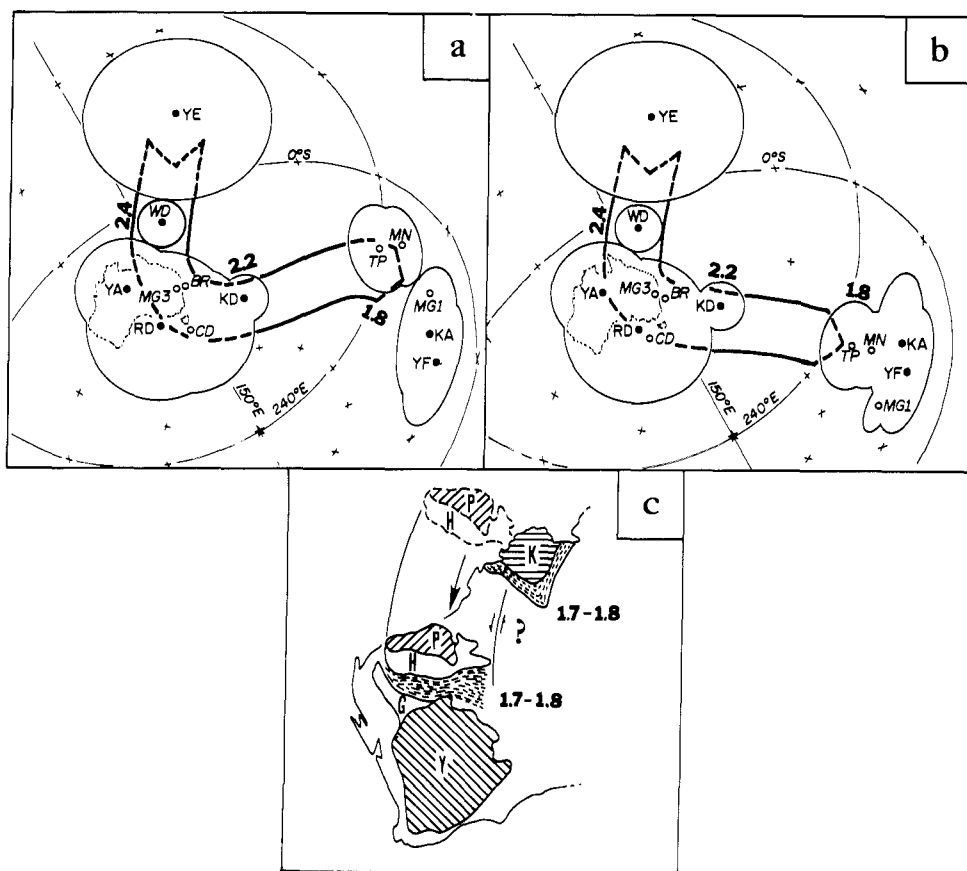 a
YE
0°S
2.4
WD
MN
TP
2.2
BR
YA
MG3
KD
MG1
1.8
RD
CD
KA
YF
150°E
240°E
b
YE
0°S
2.4
WD
2.2
BR
YA
MG3
KD
1.8
RD
CD
TP
MN
KA
YF
MG1
150°E
240°E
c
P
H
K
1.7-1.8
?
P
H
1.7-1.8
G
M
Y